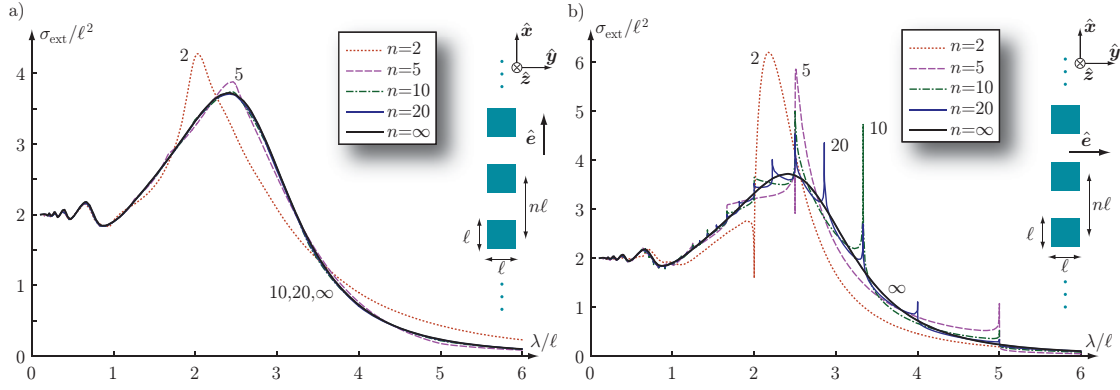 a)
σext/ℓ²
4
3
2
1
0
0 1 2 3 4 5 6
λ/ℓ
2
5
10,20,∞
n=2
n=5
n=10
n=20
n=∞
x̂
ŷ
ẑ
ê
nℓ
ℓ
ℓ
b)
σext/ℓ²
6
5
4
3
2
1
0
0 1 2 3 4 5 6
λ/ℓ
2
5
20
10
∞
n=2
n=5
n=10
n=20
n=∞
x̂
ŷ
ẑ
ê
nℓ
ℓ
ℓ